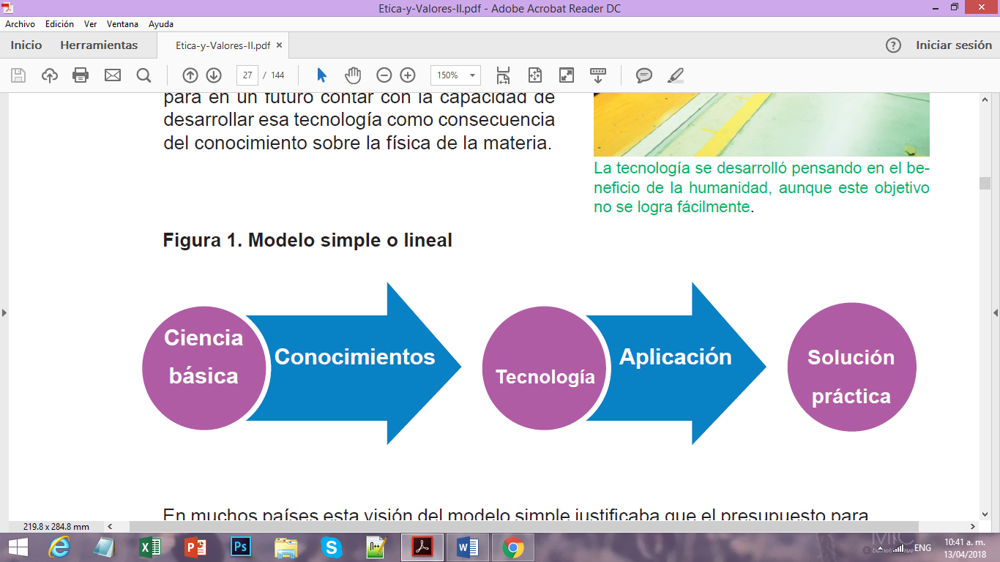 Etica-y-Valores-II.pdf - Adobe Acrobat Reader DC
Archivo Edición Ver Ventana Ayuda
Inicio Herramientas Etica-y-Valores-II.pdf × Iniciar sesión
27 / 144 150%
para en un futuro contar con la capacidad de
desarrollar esa tecnología como consecuencia
del conocimiento sobre la física de la materia.
La tecnología se desarrolló pensando en el be-
neficio de la humanidad, aunque este objetivo
no se logra fácilmente.
Figura 1. Modelo simple o lineal
Ciencia
básica
Conocimientos
Tecnología
Aplicación
Solución
práctica
En muchos países esta visión del modelo simple justificaba que el presupuesto para
219.8 x 284.8 mm
ENG
10:41 a. m.
13/04/2018